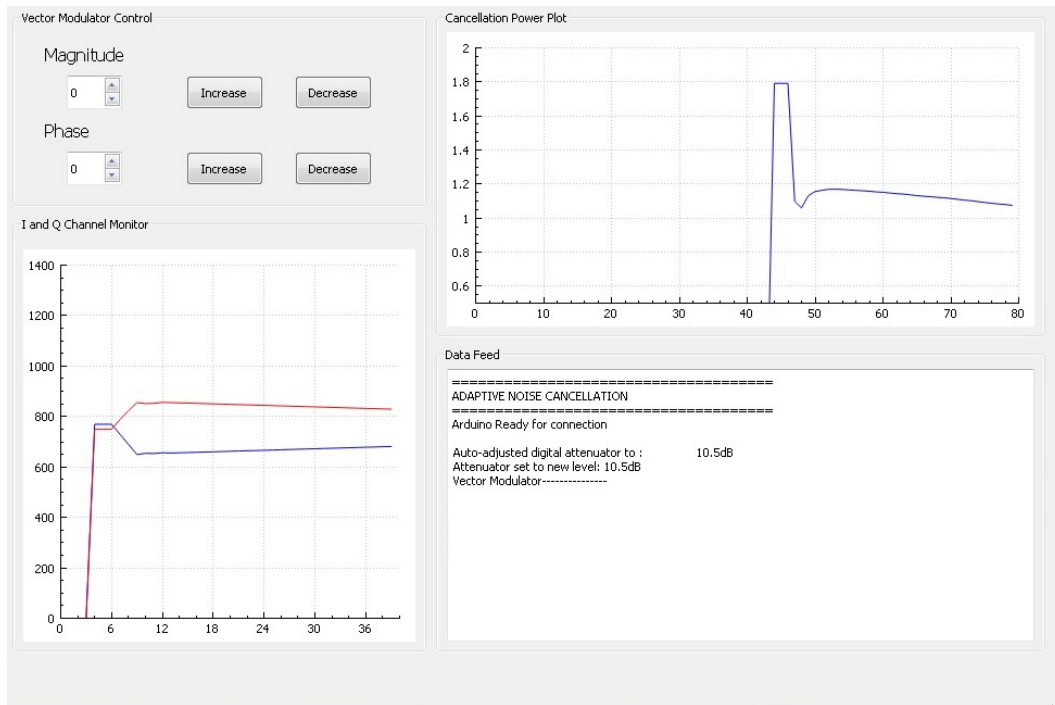 Vector Modulator Control
Magnitude
0
Increase
Decrease
Phase
0
Increase
Decrease
I and Q Channel Monitor
1400
1200
1000
800
600
400
200
0
0 6 12 18 24 30 36
Cancellation Power Plot
2
1.8
1.6
1.4
1.2
1
0.8
0.6
0 10 20 30 40 50 60 70 80
Data Feed
=====================================
ADAPTIVE NOISE CANCELLATION
=====================================
Arduino Ready for connection
Auto-adjusted digital attenuator to : 10.5dB
Attenuator set to new level: 10.5dB
Vector Modulator---------------